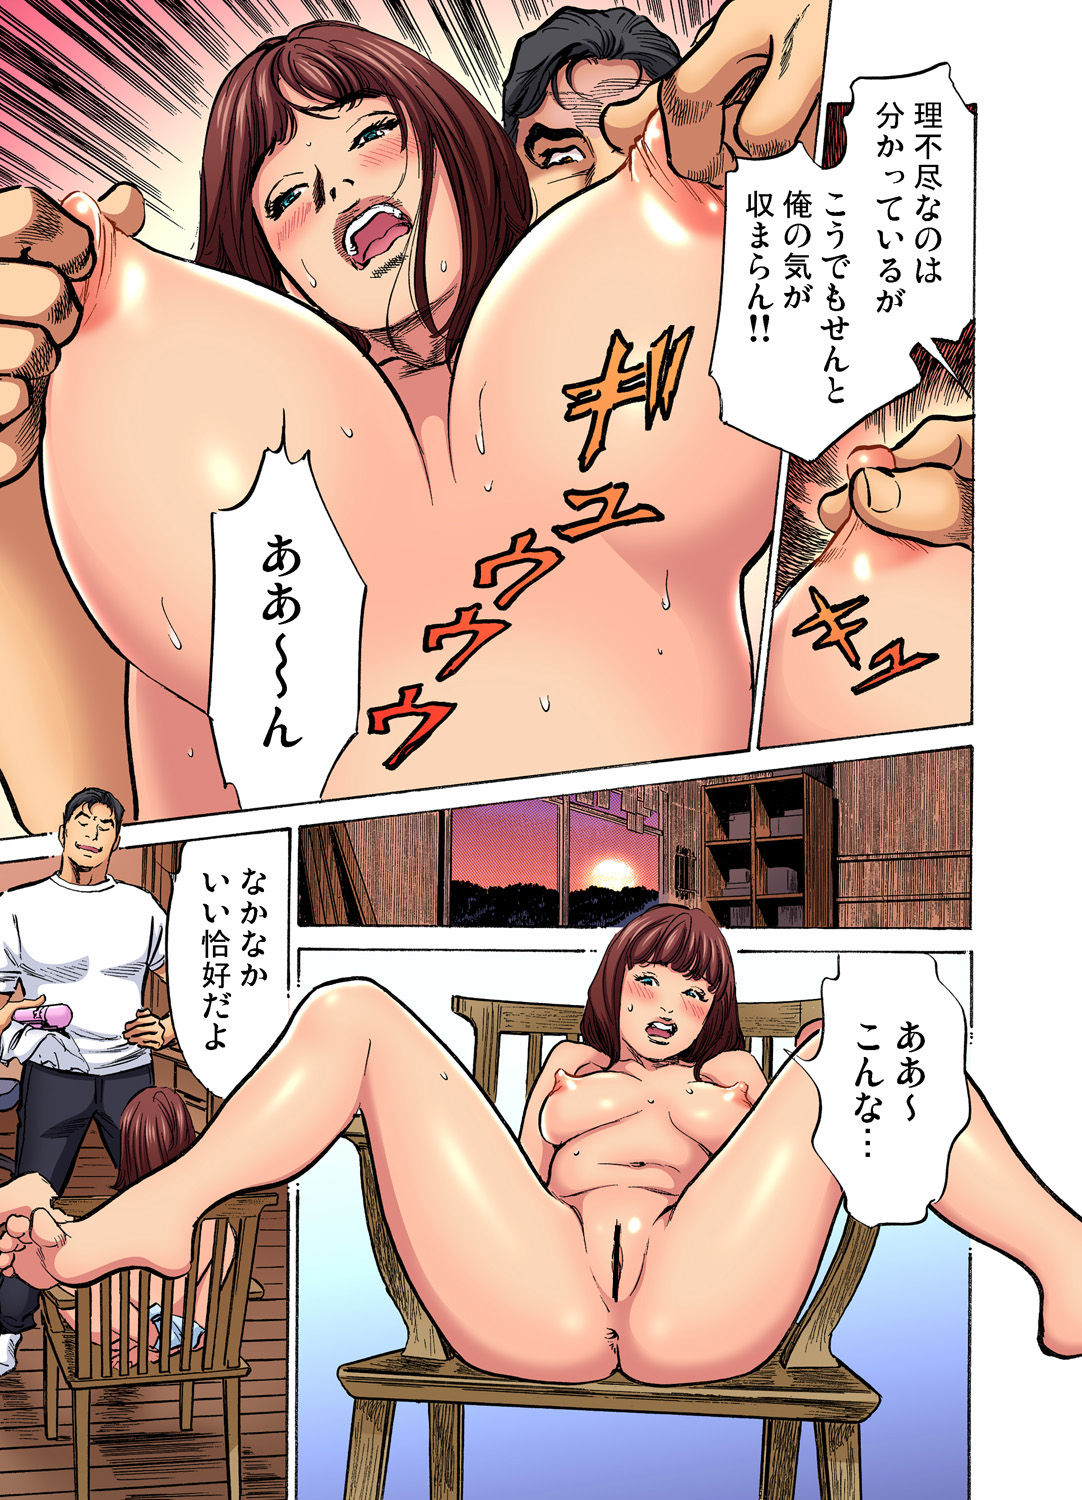 理不尽なのは
分かっているが
こうでもせんと
俺の気が
収まらん!!
キュ
ギュウウウ
ああ〜ん
ああ〜
こんな…
なかなか
いい恰好だよ